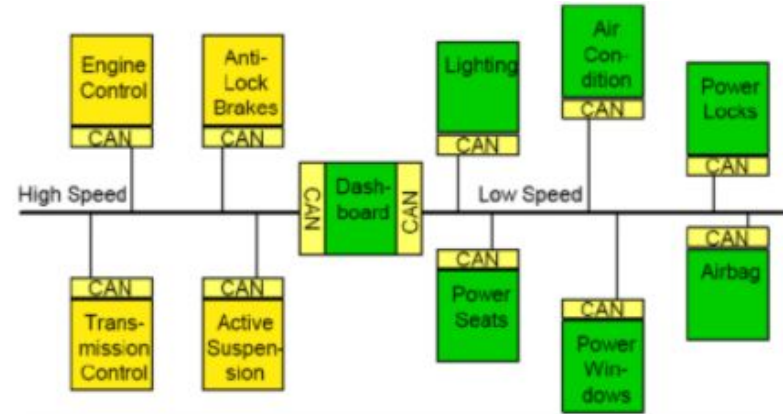 Engine
Control
CAN
Anti-
Lock
Brakes
CAN
Lighting
CAN
Air
Con-
dition
CAN
Power
Locks
CAN
High Speed
CAN
Dash-
board
CAN
Low Speed
CAN
Trans-
mission
Control
CAN
Active
Suspen-
sion
CAN
Power
Seats
CAN
Power
Win-
dows
CAN
Airbag